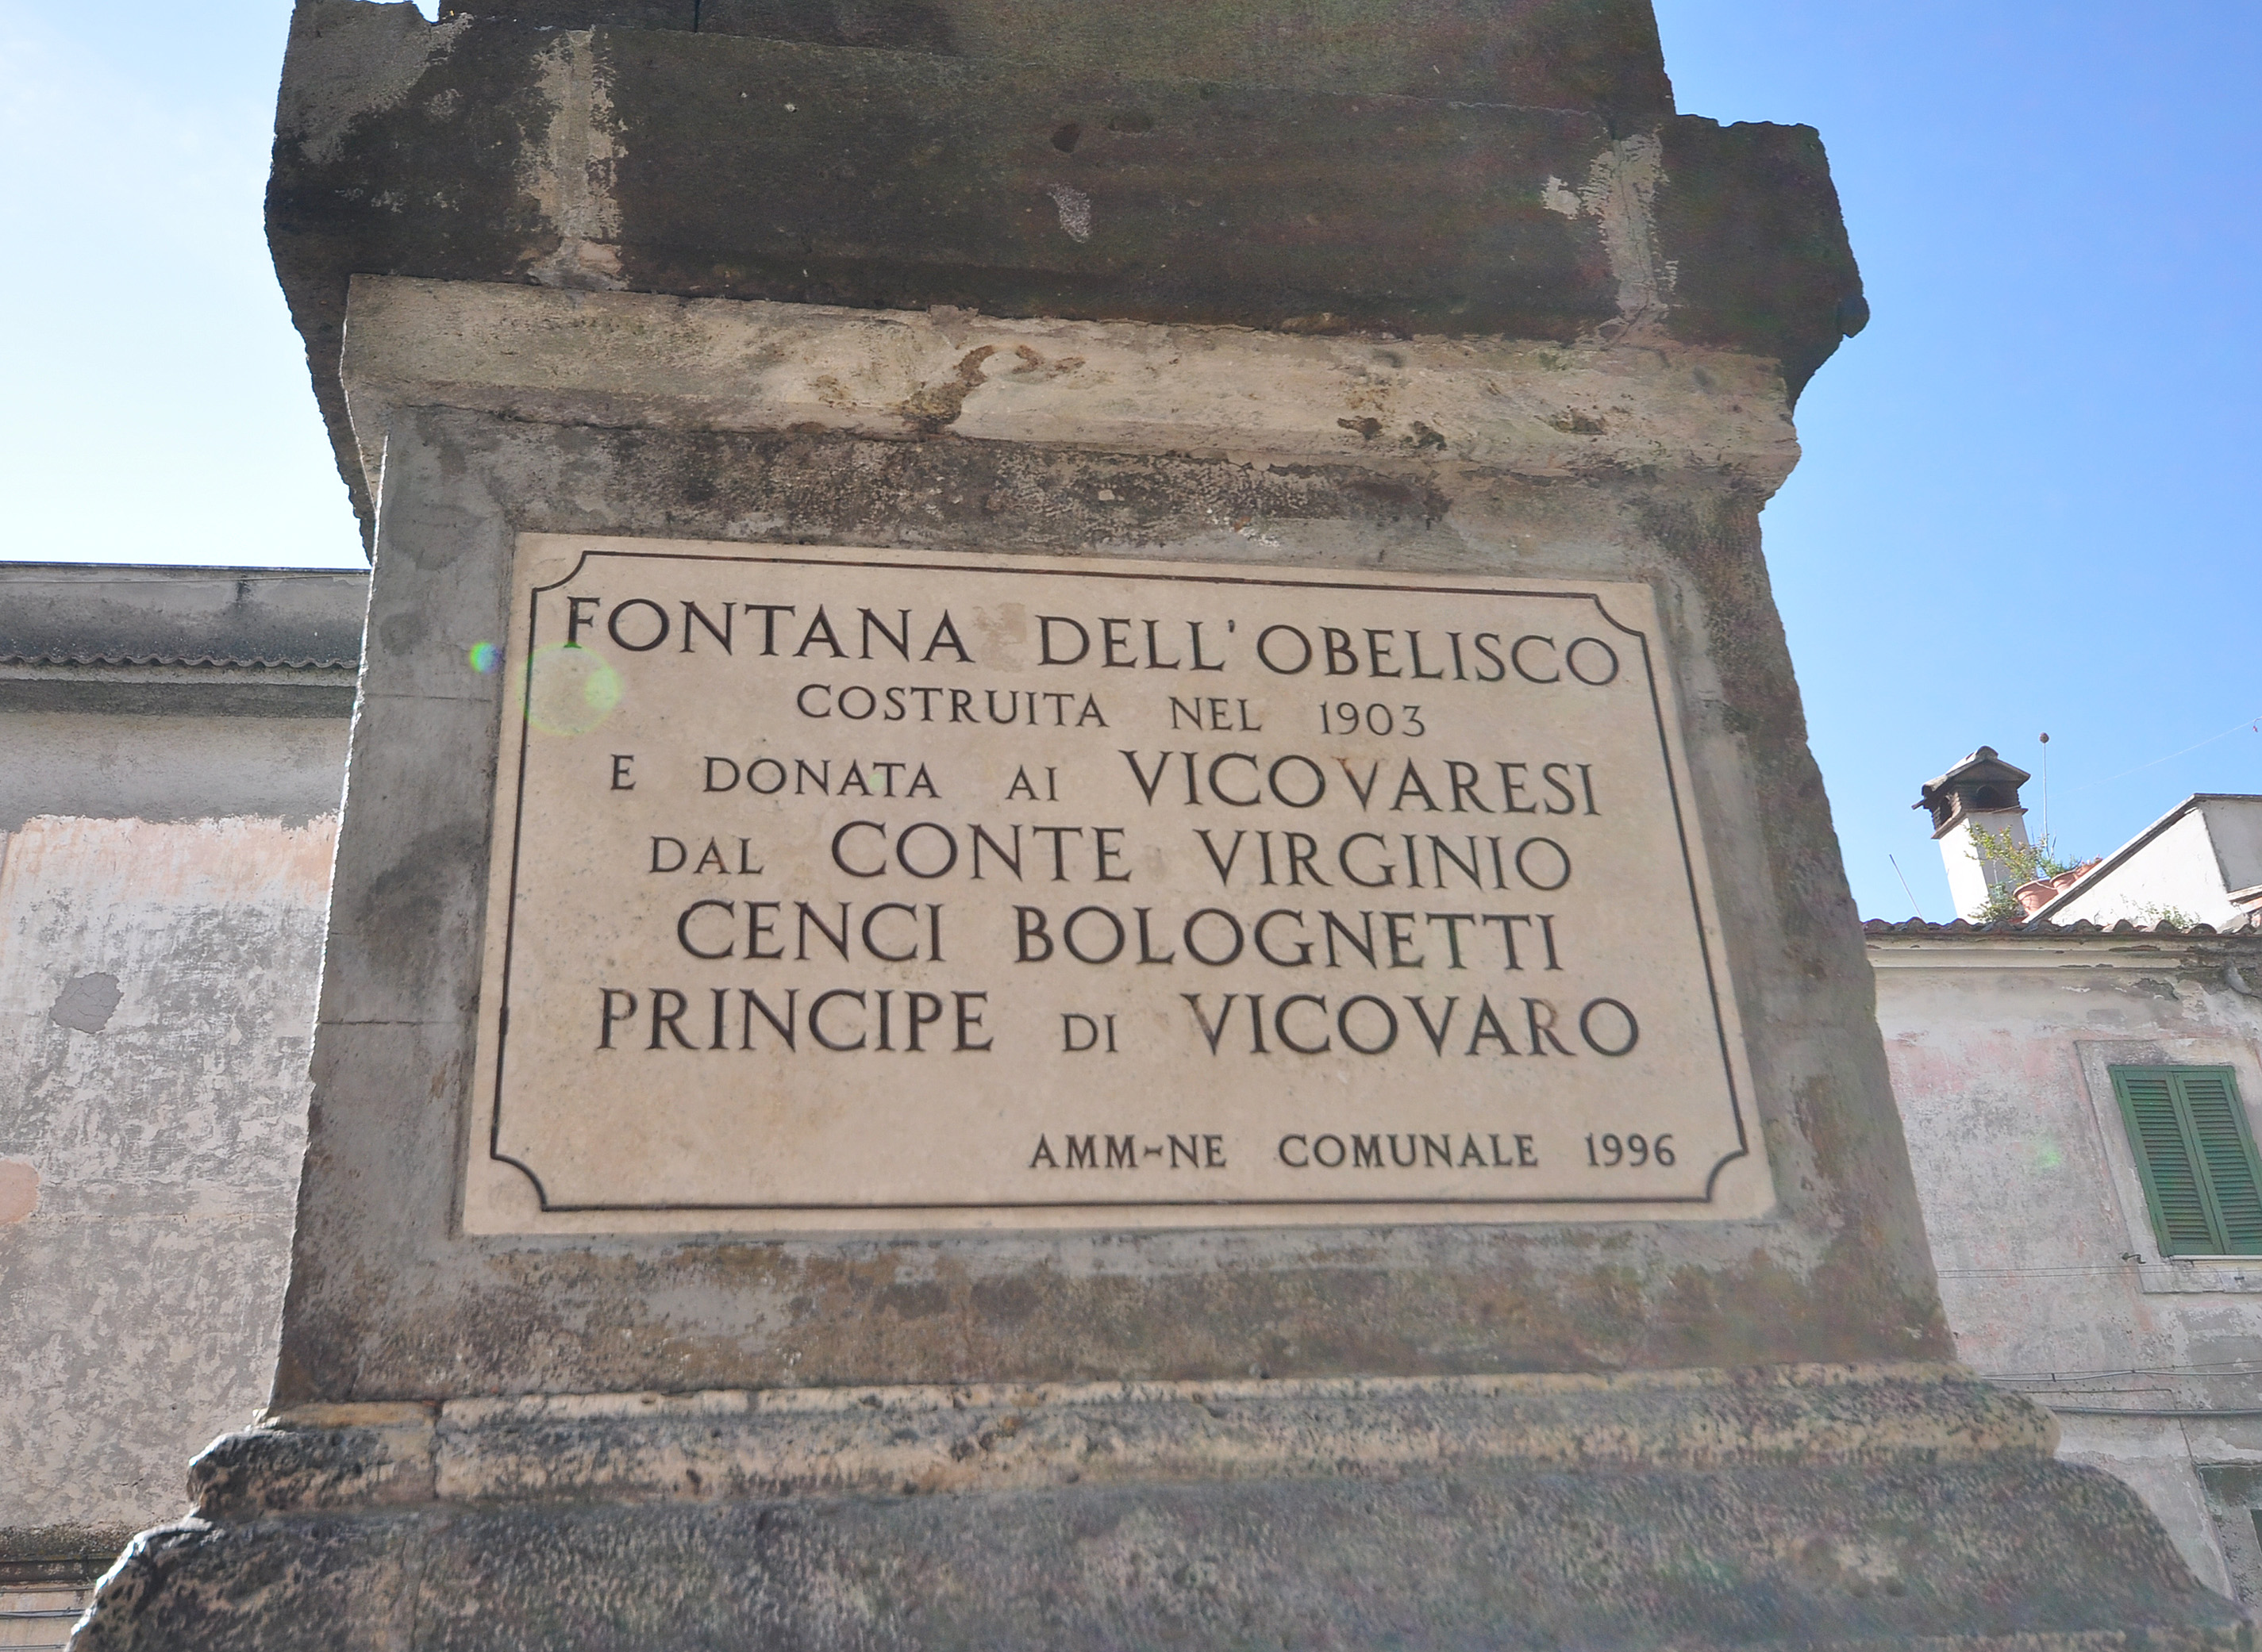 FONTANA DELL'OBELISCO
COSTRUITA NEL 1903
E DONATA AI VICOVARESI
DAL CONTE VIRGINIO
CENCI BOLOGNETTI
PRINCIPE DI VICOVARO
AMM-NE COMUNALE 1996